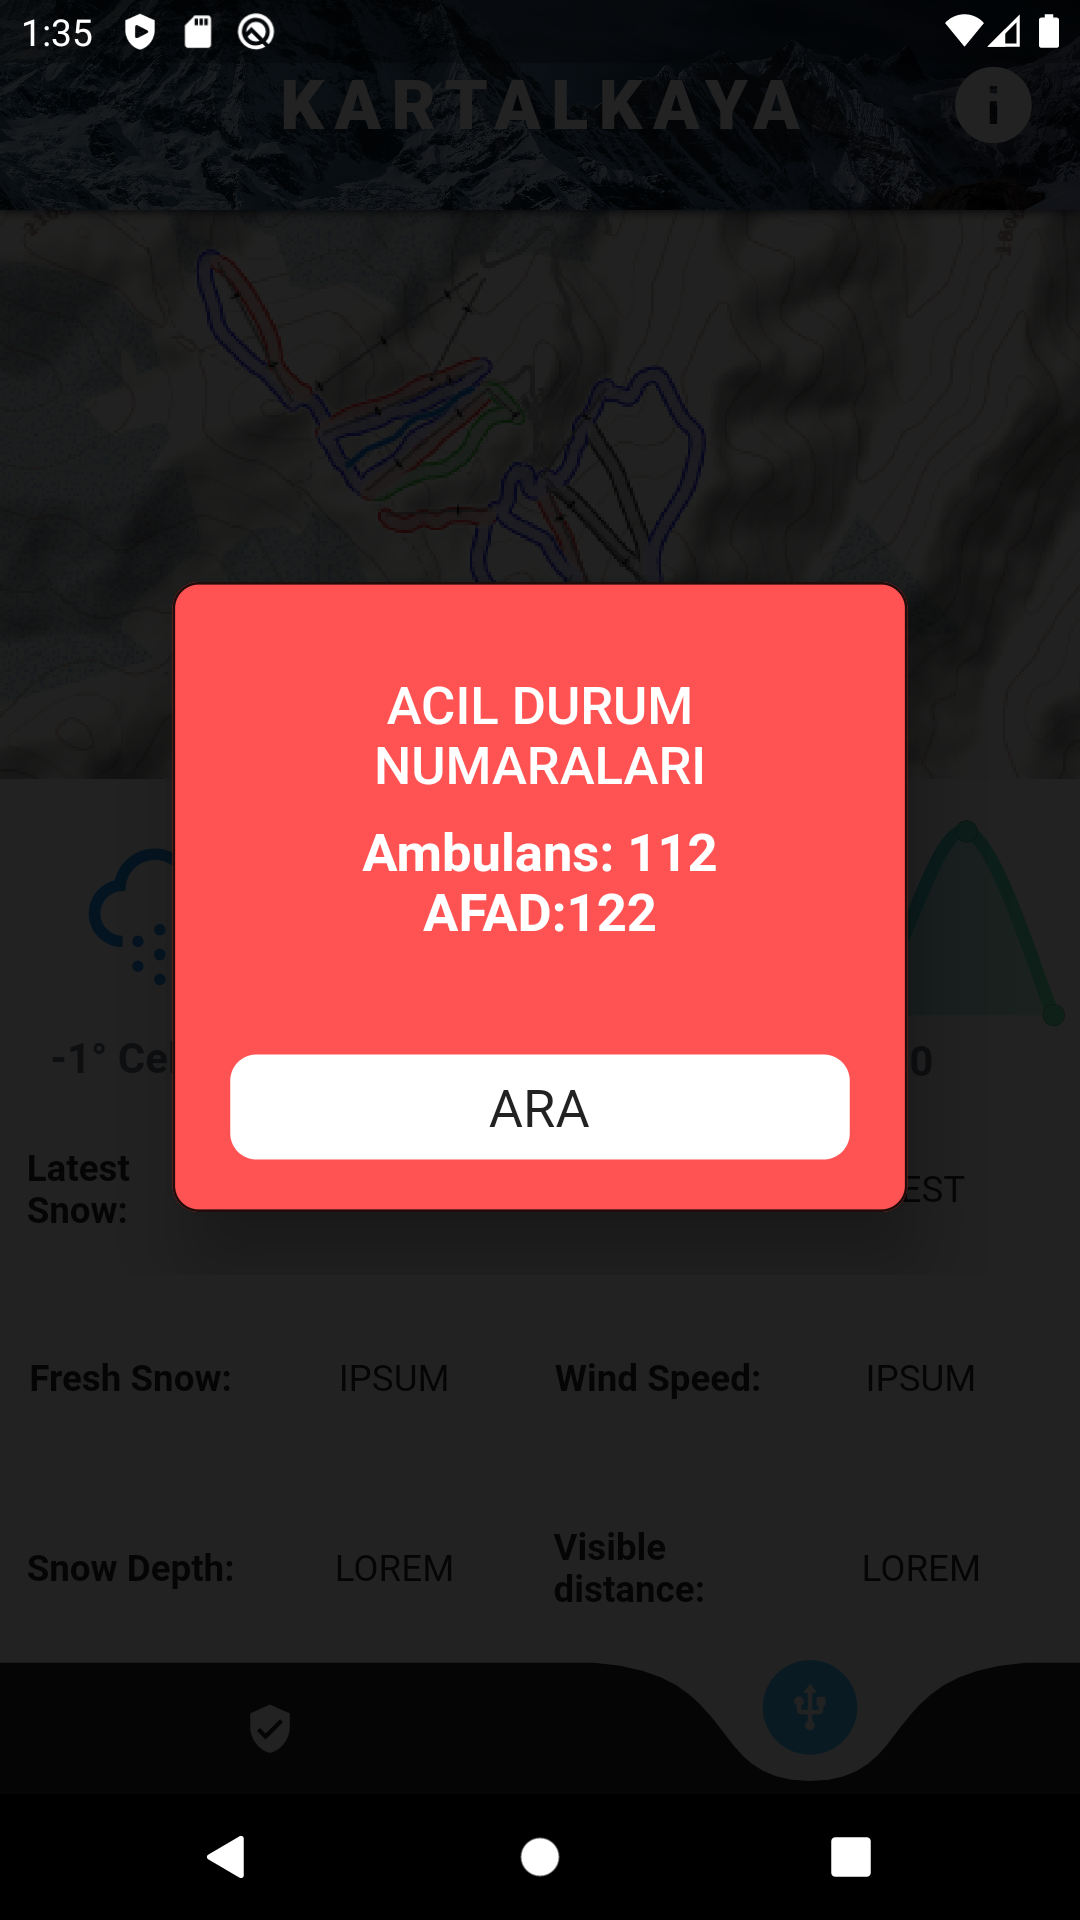 1:35
KARTALKAYA
180
ACIL DURUM
NUMARALARI
Ambulans: 112
AFAD:122
-1° Cel
0
ARA
Latest
Snow:
EST
Fresh Snow:
IPSUM
Wind Speed:
IPSUM
Snow Depth:
LOREM
Visible
distance:
LOREM